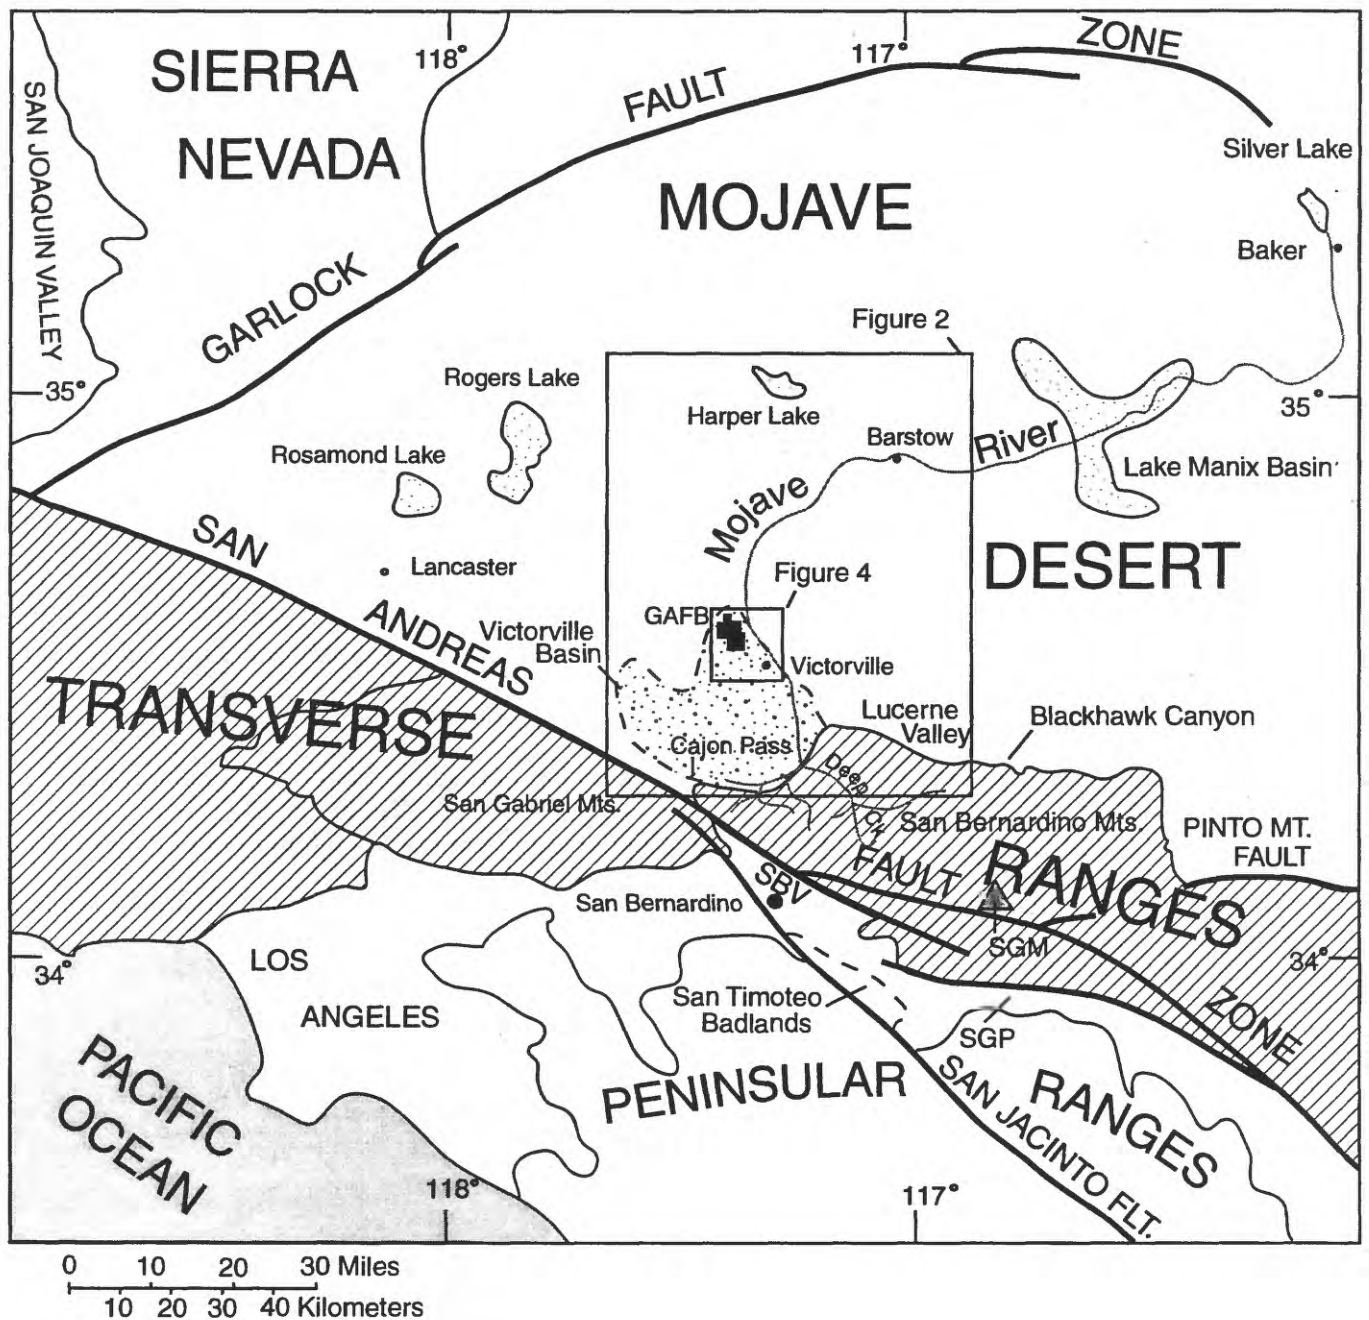 118°
117°
ZONE
SIERRA
NEVADA
FAULT
SAN JOAQUIN VALLEY
Silver Lake
MOJAVE
Baker
GARLOCK
Figure 2
35°
Rogers Lake
Harper Lake
35°
Barstow
River
Rosamond Lake
Lake Manix Basin
Mojave
SAN
Lancaster
DESERT
Figure 4
ANDREAS
GAFB
Victorville
Basin
Victorville
TRANSVERSE
Lucerne
Valley
Blackhawk Canyon
Cajon Pass
Deep
Cr.
San Gabriel Mts.
San Bernardino Mts.
PINTO MT.
FAULT
FAULT
RANGES
SBV
San Bernardino
SGM
34°
LOS
ANGELES
34°
San Timoteo
Badlands
SGP
ZONE
PACIFIC
OCEAN
PENINSULAR
RANGES
SAN JACINTO FLT.
118°
117°
0 10 20 30 Miles
10 20 30 40 Kilometers